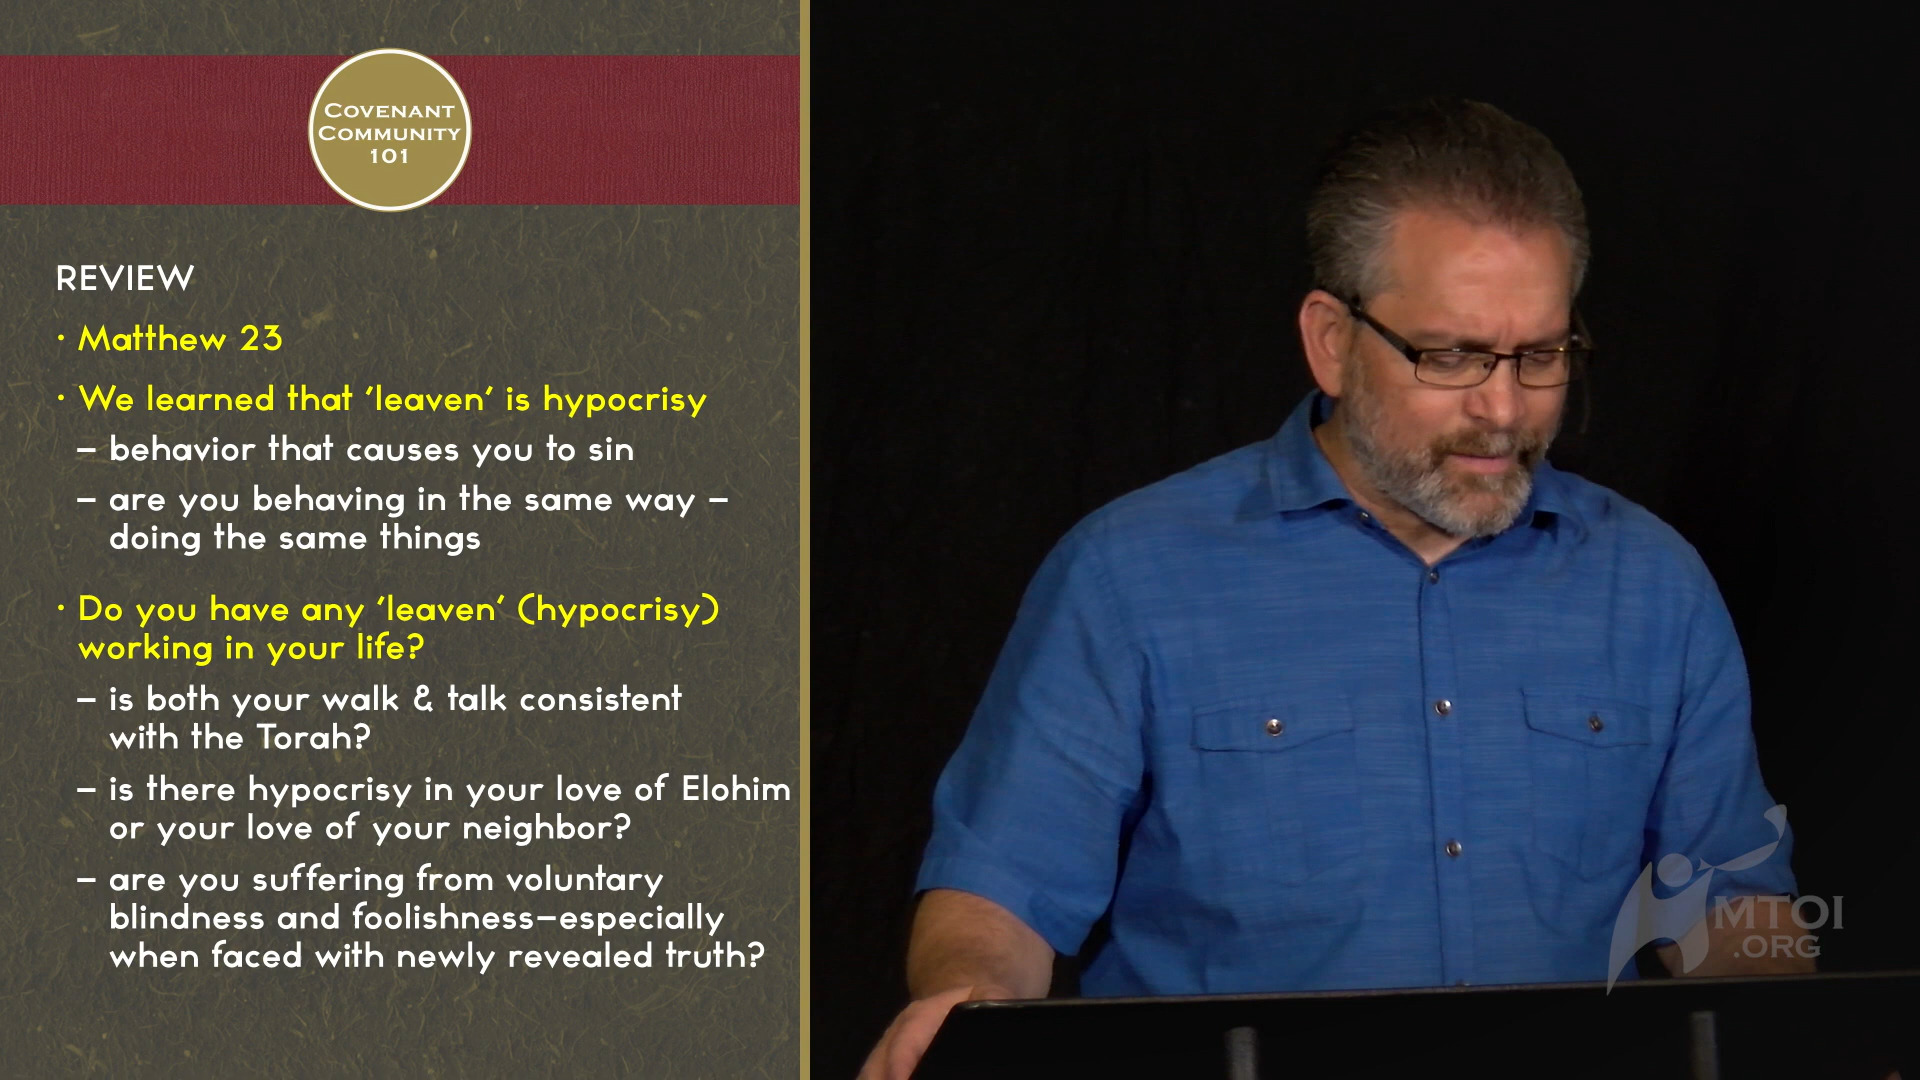 COVENANT
COMMUNITY
101
REVIEW
• Matthew 23
• We learned that ‘leaven’ is hypocrisy
– behavior that causes you to sin
– are you behaving in the same way –
doing the same things
• Do you have any ‘leaven’ (hypocrisy)
working in your life?
– is both your walk & talk consistent
with the Torah?
– is there hypocrisy in your love of Elohim
or your love of your neighbor?
– are you suffering from voluntary
blindness and foolishness–especially
when faced with newly revealed truth?
MTOI
.ORG